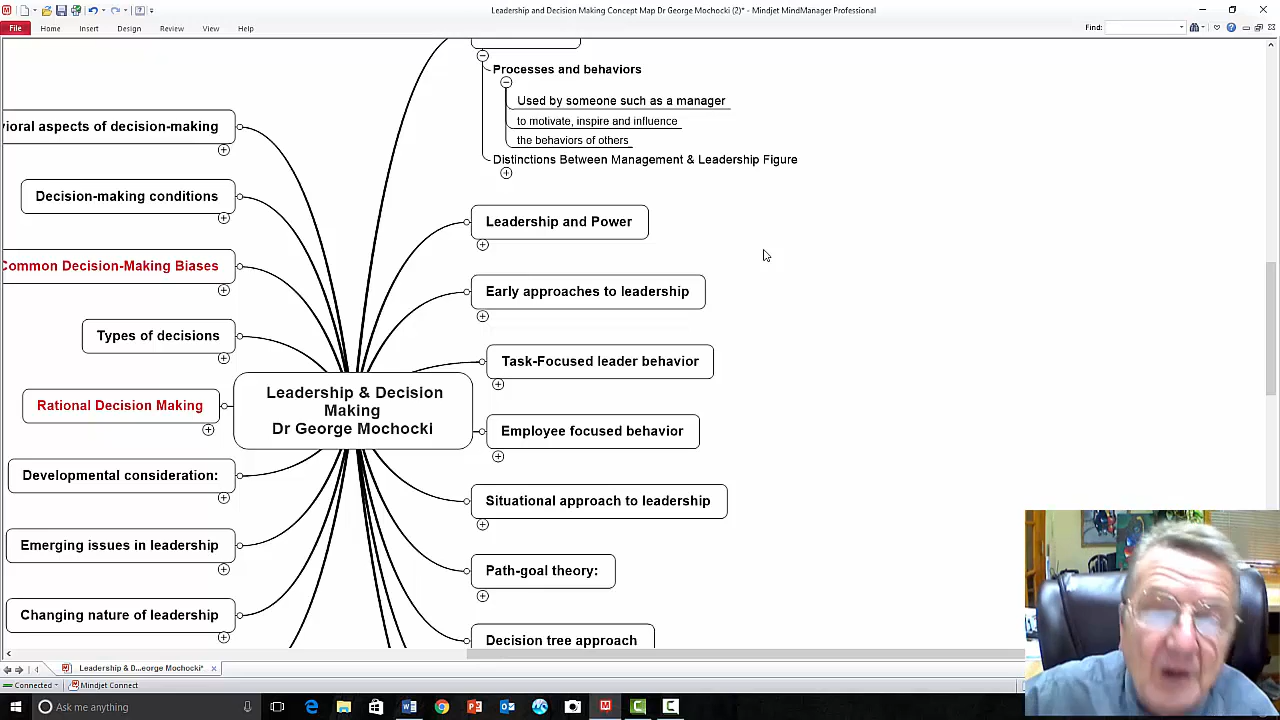 Leadership and Decision Making Concept Map Dr George Mochocki (2)* - Mindjet MindManager Professional
File
Home
Insert
Design
Review
View
Help
Find:
Processes and behaviors
Used by someone such as a manager
to motivate, inspire and influence
the behaviors of others
Distinctions Between Management & Leadership Figure
Leadership and Power
Early approaches to leadership
Task-Focused leader behavior
Employee focused behavior
Situational approach to leadership
Path-goal theory:
Decision tree approach
vioral aspects of decision-making
Decision-making conditions
Common Decision-Making Biases
Types of decisions
Rational Decision Making
Developmental consideration:
Emerging issues in leadership
Changing nature of leadership
Leadership & Decision
Making
Dr George Mochocki
Leadership & D...eorge Mochocki*
Connected
Mindjet Connect
Ask me anything